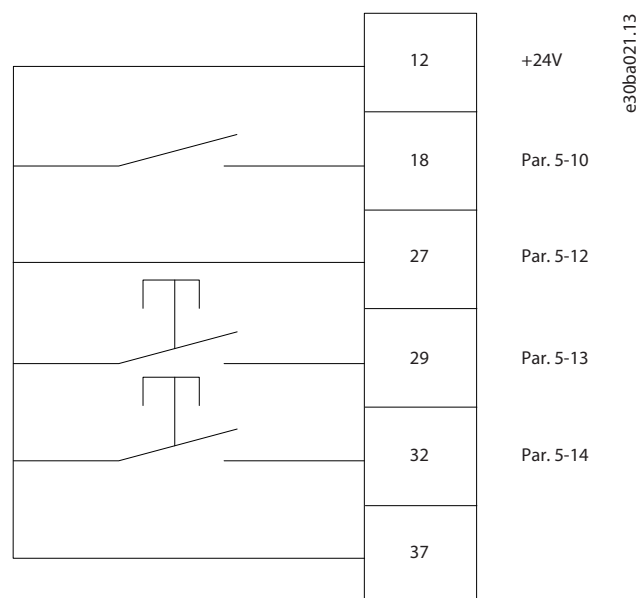 e30ba021.13
12 +24V
18 Par. 5-10
27 Par. 5-12
29 Par. 5-13
32 Par. 5-14
37